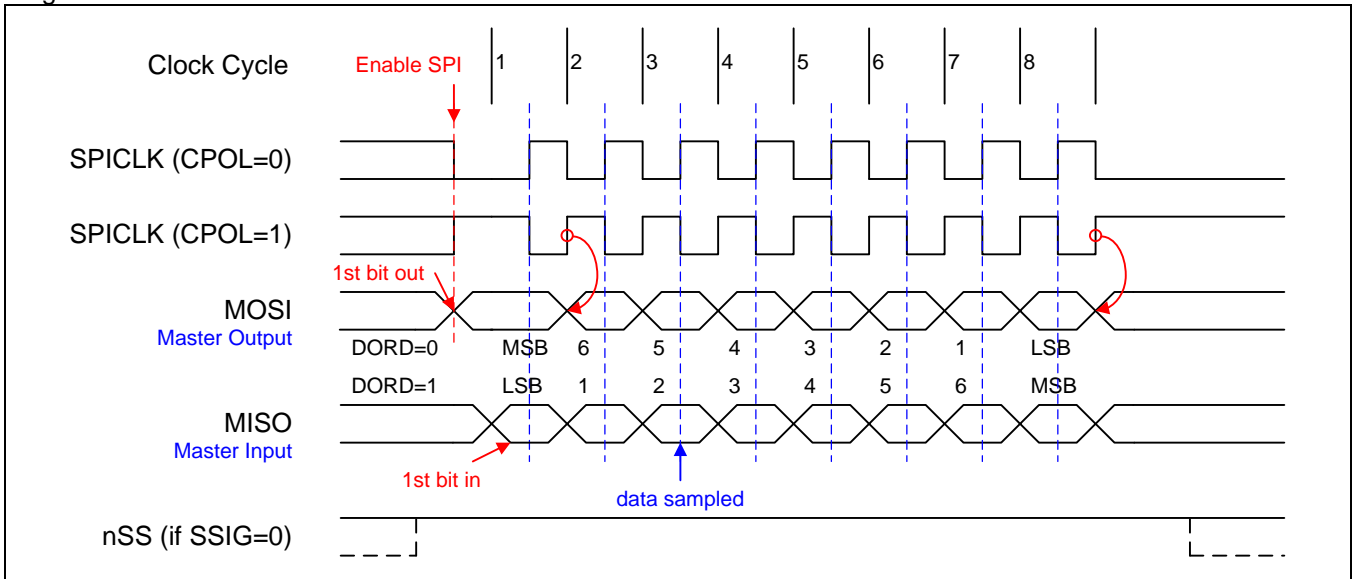 Clock Cycle
Enable SPI
1 2 3 4 5 6 7 8
SPICLK (CPOL=0)
SPICLK (CPOL=1)
1st bit out
MOSI
Master Output
DORD=0 MSB 6 5 4 3 2 1 LSB
DORD=1 LSB 1 2 3 4 5 6 MSB
MISO
Master Input
1st bit in
data sampled
nSS (if SSIG=0)